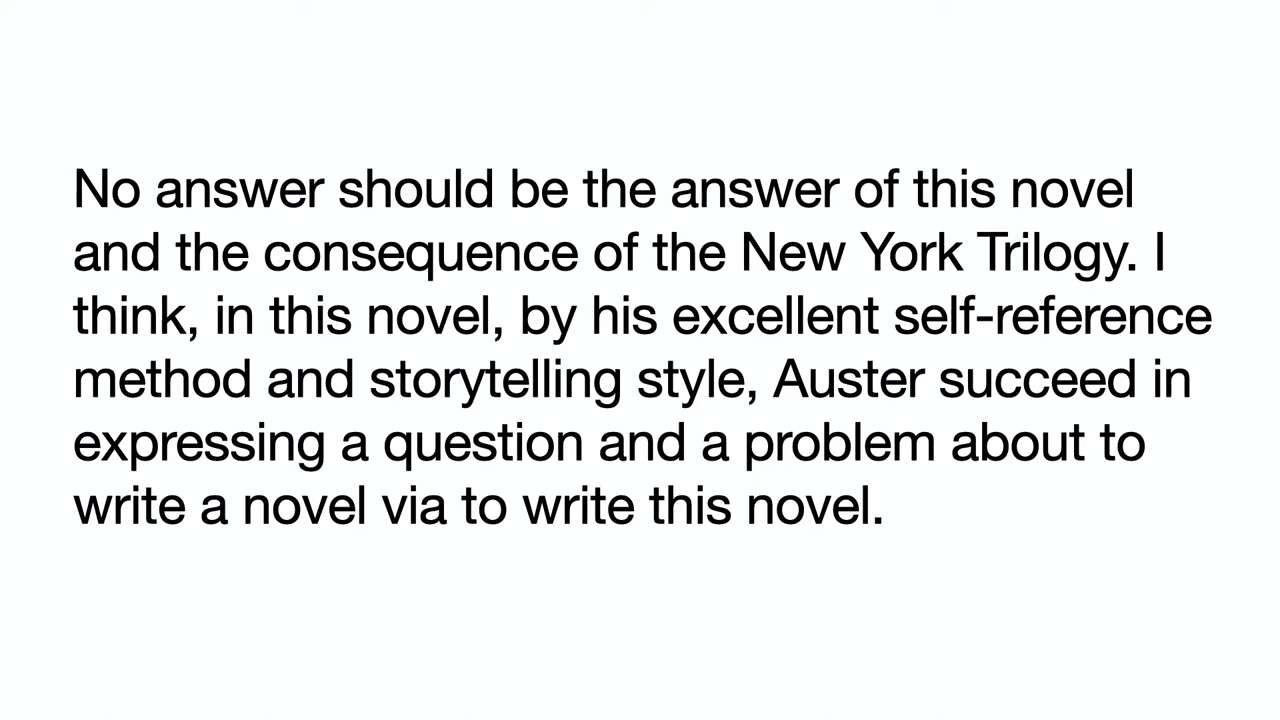 No answer should be the answer of this novel
and the consequence of the New York Trilogy. I
think, in this novel, by his excellent self-reference
method and storytelling style, Auster succeed in
expressing a question and a problem about to
write a novel via to write this novel.